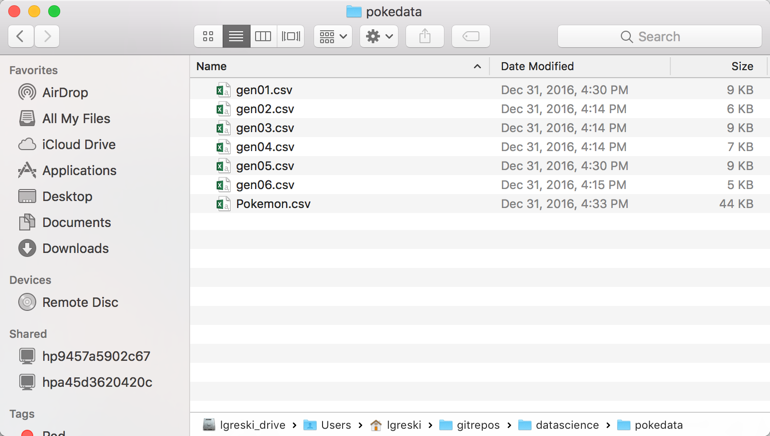 pokedata
Search
Favorites
AirDrop
All My Files
iCloud Drive
Applications
Desktop
Documents
Downloads
Devices
Remote Disc
Shared
hp9457a5902c67
hpa45d3620420c
Tags
Name Date Modified Size
gen01.csv Dec 31, 2016, 4:30 PM 9 KB
gen02.csv Dec 31, 2016, 4:14 PM 6 KB
gen03.csv Dec 31, 2016, 4:14 PM 9 KB
gen04.csv Dec 31, 2016, 4:14 PM 7 KB
gen05.csv Dec 31, 2016, 4:30 PM 9 KB
gen06.csv Dec 31, 2016, 4:15 PM 5 KB
Pokemon.csv Dec 31, 2016, 4:33 PM 44 KB
lgreski_drive › Users › lgreski › gitrepos › datascience › pokedata